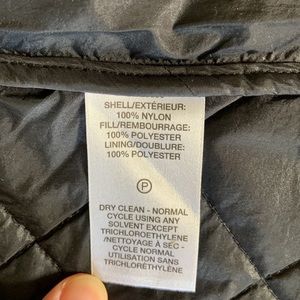 SHELL/EXTÉRIEUR:
100% NYLON
FILL/REMBOURRAGE:
100% POLYESTER
LINING/DOUBLURE:
100% POLYESTER
P
DRY CLEAN - NORMAL
CYCLE USING ANY
SOLVENT EXCEPT
TRICHLOROETHYLENE
/NETTOYAGE À SEC -
CYCLE NORMAL
UTILISATION SANS
TRICHLORETHYLÈNE